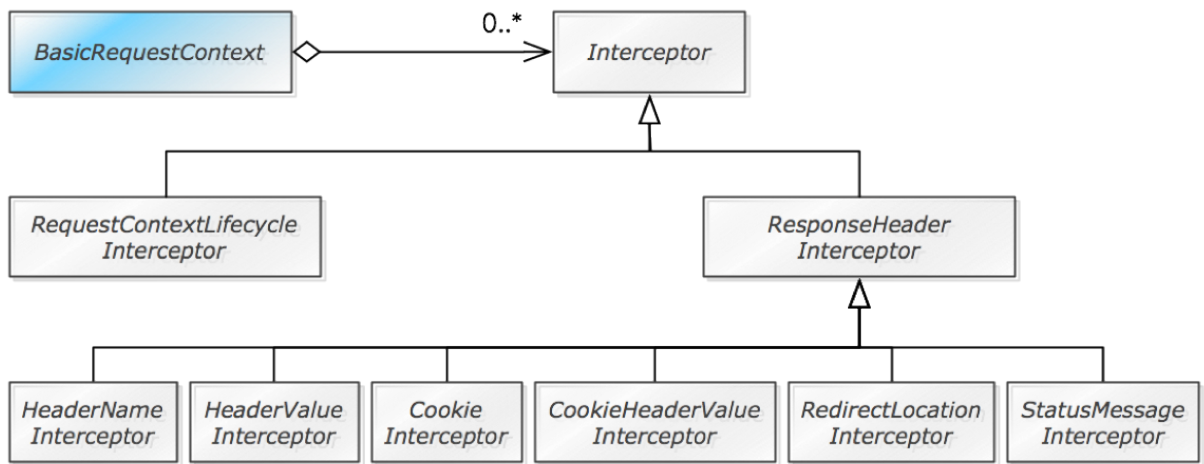 0..*
BasicRequestContext
Interceptor
RequestContextLifecycle
Interceptor
ResponseHeader
Interceptor
HeaderName
Interceptor
HeaderValue
Interceptor
Cookie
Interceptor
CookieHeaderValue
Interceptor
RedirectLocation
Interceptor
StatusMessage
Interceptor